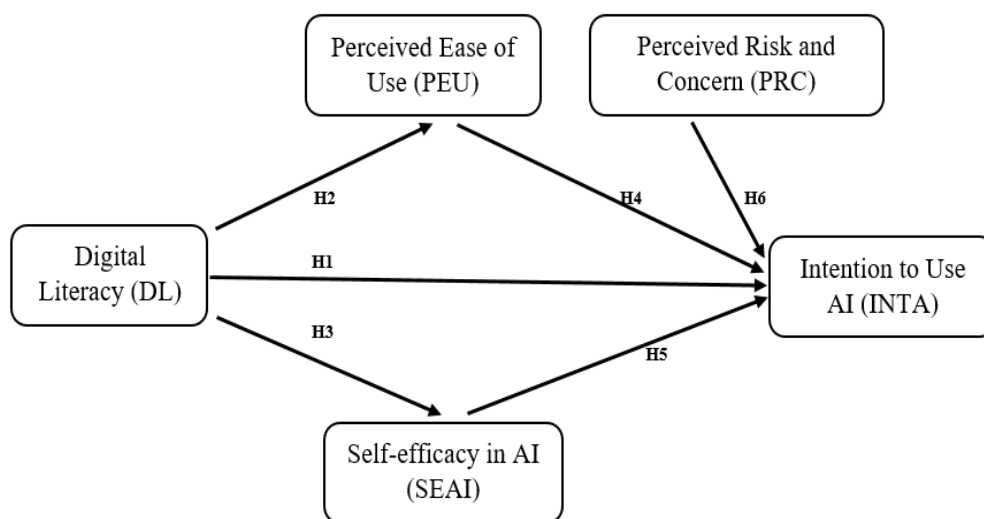 Perceived Ease of
Use (PEU)
Perceived Risk and
Concern (PRC)
H2
H4
H6
Digital
Literacy (DL)
H1
Intention to Use
AI (INTA)
H3
H5
Self-efficacy in AI
(SEAI)